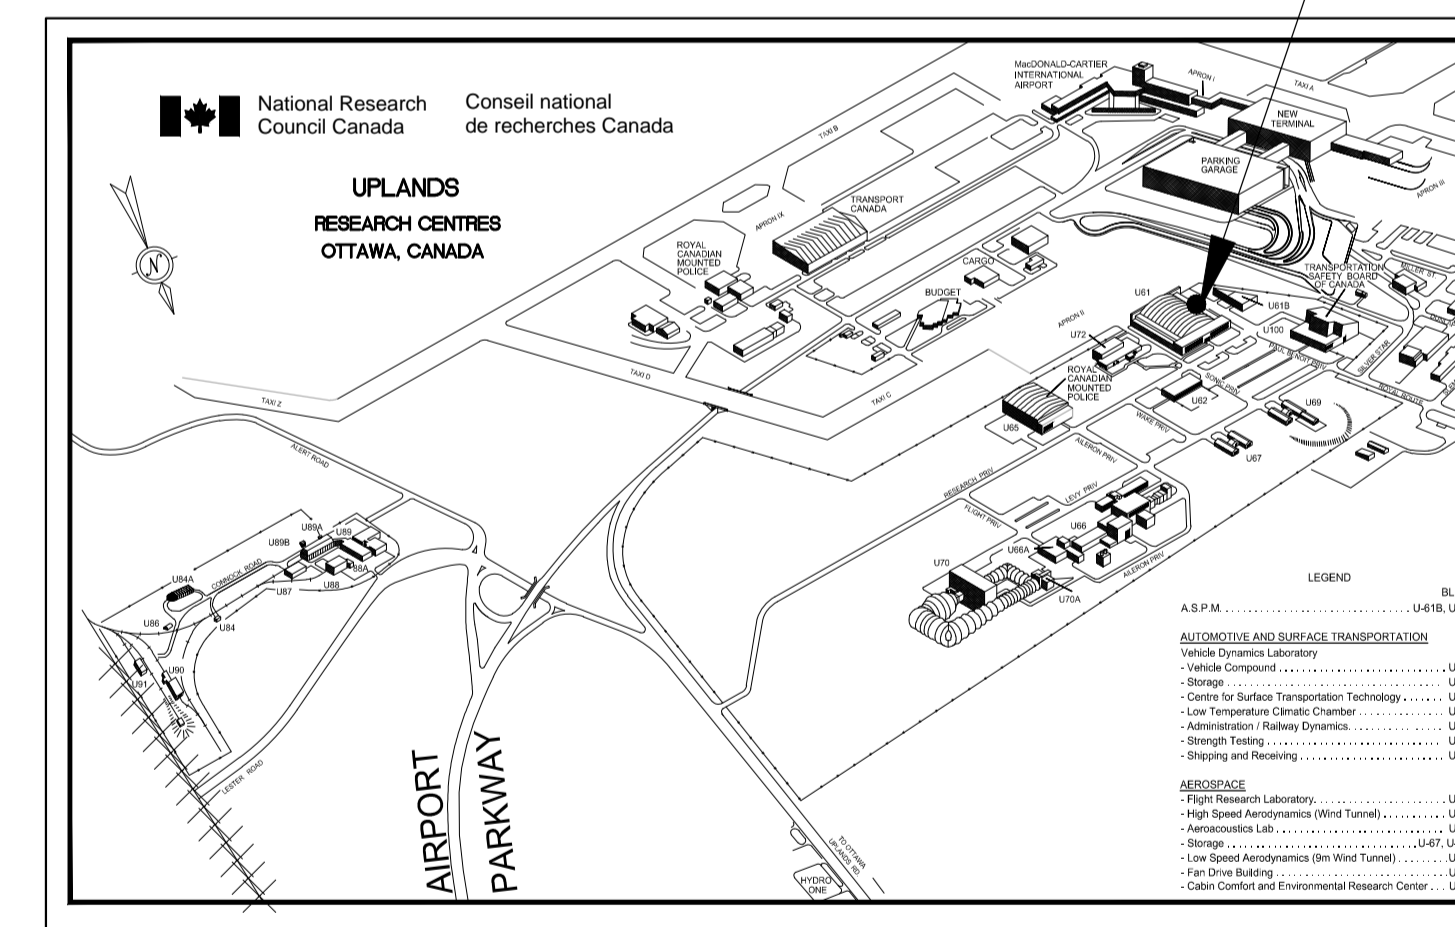 National Research
Council Canada
Conseil national
de recherches Canada
UPLANDS
RESEARCH CENTRES
OTTAWA, CANADA
N
MacDONALD-CARTIER
INTERNATIONAL
AIRPORT
APRON I
TAXI A
TAXI B
NEW
TERMINAL
PARKING
GARAGE
APRON III
TRANSPORT
CANADA
APRON IX
ROYAL
CANADIAN
MOUNTED
POLICE
CARGO
BUDGET
TRANSPORTATION
SAFETY BOARD
OF CANADA
MILLER ST.
U61
U61B
U100
APRON II
U72
PAUL BENOIT PRIV
SILVER STAR
ROYAL ROUTE
SONIC PRIV
ROYAL
CANADIAN
MOUNTED
POLICE
U62
U69
U65
WAKE PRIV
AILERON PRIV
U67
TAXI D
TAXI C
TAXI Z
ALERT ROAD
RESEARCH PRIV
LEVY PRIV
FLIGHT PRIV
U66
U66A
AILERON PRIV
U70
U70A
U89A
U89
U89B
88A
CONNOCK ROAD
U84A
U87
U88
U86
U84
U90
U91
LESTER ROAD
AIRPORT
PARKWAY
TO OTTAWA
UPLANDS RD.
HYDRO
ONE
LEGEND
BL
A.S.P.M. . . . . . . . . . . . . . . . . . . . . . . . . . . . . . . . U-61B, U
AUTOMOTIVE AND SURFACE TRANSPORTATION
Vehicle Dynamics Laboratory
- Vehicle Compound . . . . . . . . . . . . . . . . . . . . . . . . . . . . U
- Storage . . . . . . . . . . . . . . . . . . . . . . . . . . . . . . . . . . . . U
- Centre for Surface Transportation Technology . . . . . . . U
- Low Temperature Climatic Chamber . . . . . . . . . . . . . . . U
- Administration / Railway Dynamics. . . . . . . . . . . . . . . . U
- Strength Testing . . . . . . . . . . . . . . . . . . . . . . . . . . . . . . U
- Shipping and Receiving . . . . . . . . . . . . . . . . . . . . . . . . . U
AEROSPACE
- Flight Research Laboratory. . . . . . . . . . . . . . . . . . . . . . . U
- High Speed Aerodynamics (Wind Tunnel) . . . . . . . . . . . U
- Aeroacoustics Lab . . . . . . . . . . . . . . . . . . . . . . . . . . . . . U
- Storage . . . . . . . . . . . . . . . . . . . . . . . . . . . . . . . . . U-67, U-
- Low Speed Aerodynamics (9m Wind Tunnel) . . . . . . . . .U
- Fan Drive Building . . . . . . . . . . . . . . . . . . . . . . . . . . . . . U
- Cabin Comfort and Environmental Research Center . . . U